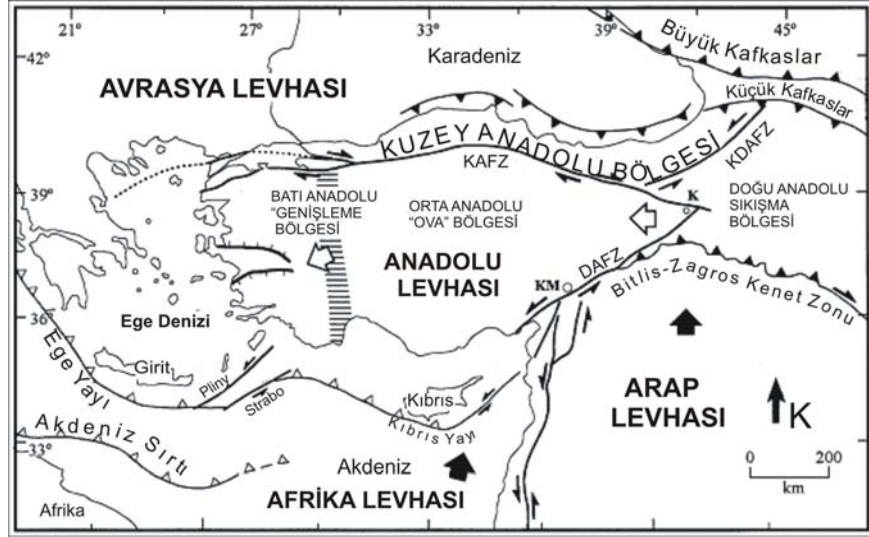 21°
27°
33°
39°
45°
42°
Karadeniz
Büyük Kafkaslar
AVRASYA LEVHASI
Küçük Kafkaslar
KUZEY ANADOLU BÖLGESİ
KAFZ
KDAFZ
39°
BATI ANADOLU
"GENİŞLEME
BÖLGESİ
ORTA ANADOLU
"OVA" BÖLGESİ
K
DOĞU ANADOLU
SIKIŞMA
BÖLGESİ
ANADOLU
LEVHASI
DAFZ
KM
Bitlis-Zagros Kenet Zonu
36°
Ege Denizi
Ege Yayı
Girit
Pliny
Strabo
Kıbrıs
Kıbrıs Yayı
ARAP
LEVHASI
K
Akdeniz Sırtı
33°
Akdeniz
0 200
km
AFRİKA LEVHASI
Afrika